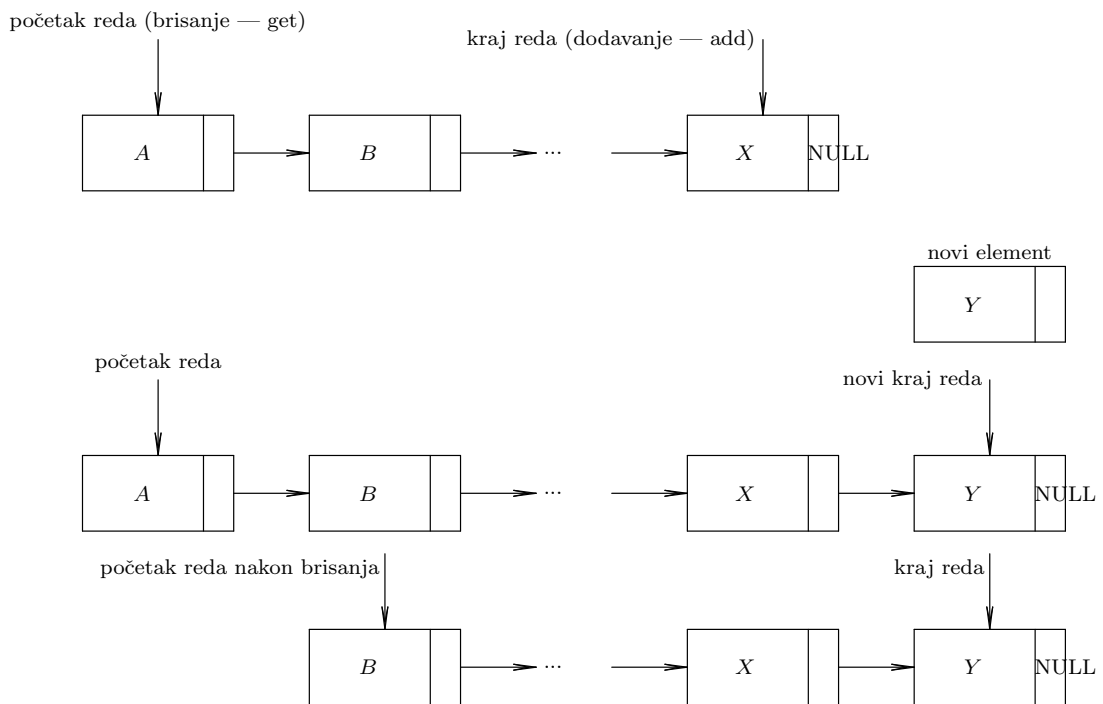 početak reda (brisanje — get)
kraj reda (dodavanje — add)
A B ... X NULL
novi element
Y
početak reda
novi kraj reda
A B ... X Y NULL
početak reda nakon brisanja
kraj reda
B ... X Y NULL